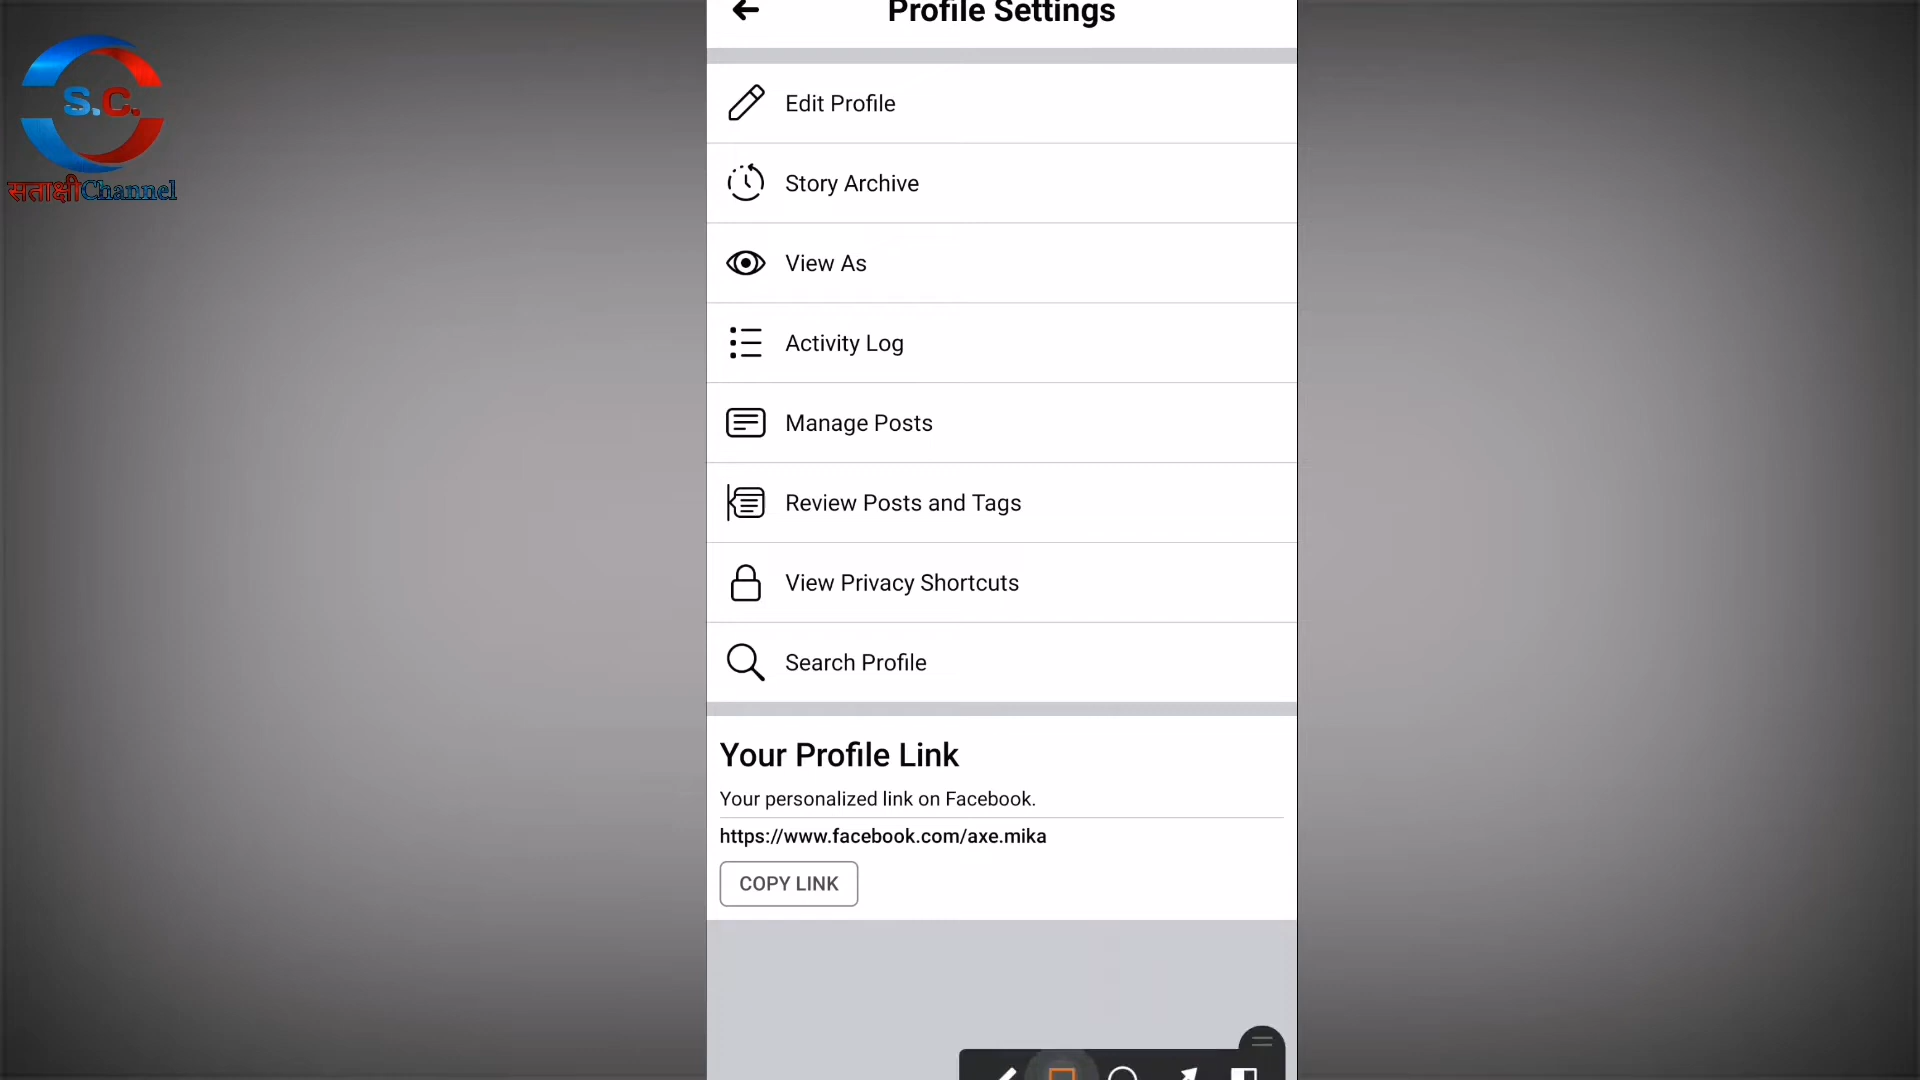 S.C.
सताक्षीChannel
Profile Settings
Edit Profile
Story Archive
View As
Activity Log
Manage Posts
Review Posts and Tags
View Privacy Shortcuts
Search Profile
Your Profile Link
Your personalized link on Facebook.
https://www.facebook.com/axe.mika
COPY LINK